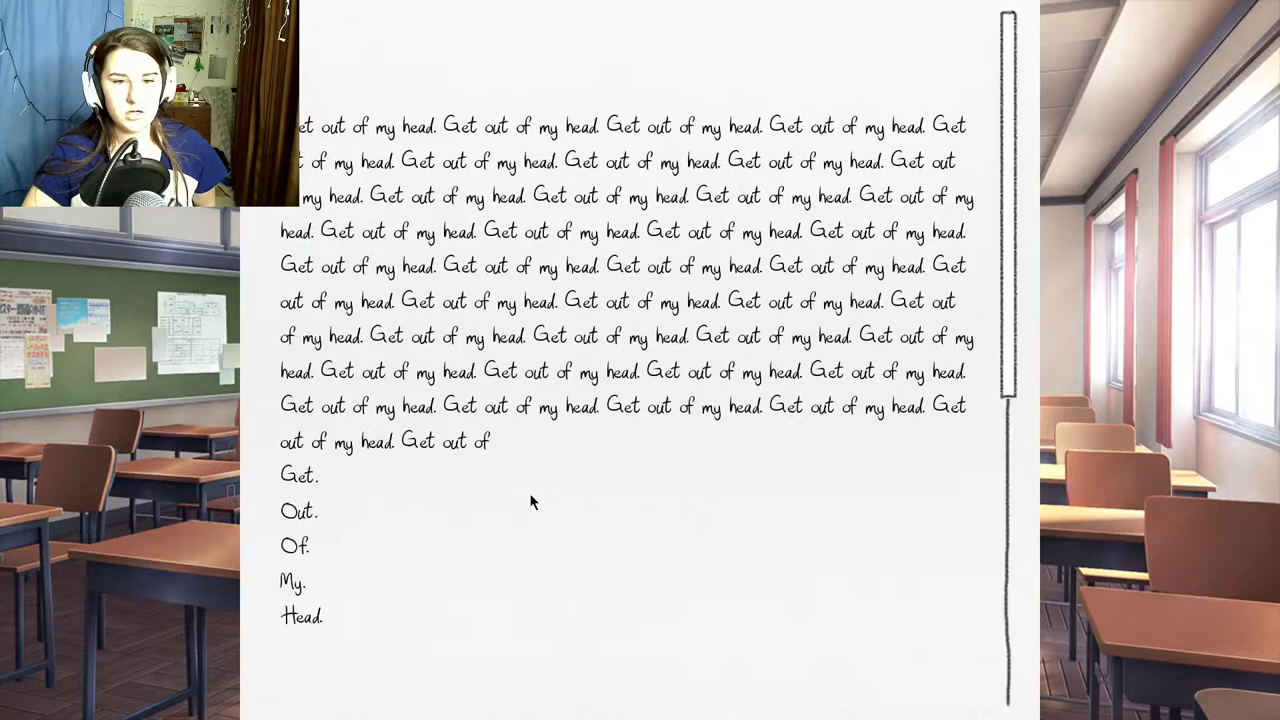 et out of my head. Get out of my head. Get out of my head. Get out of my head. Get
of my head. Get out of my head. Get out of my head. Get out of my head. Get out
my head. Get out of my head. Get out of my head. Get out of my head. Get out of my
head. Get out of my head. Get out of my head. Get out of my head. Get out of my head.
Get out of my head. Get out of my head. Get out of my head. Get out of my head. Get
out of my head. Get out of my head. Get out of my head. Get out of my head. Get out
of my head. Get out of my head. Get out of my head. Get out of my head. Get out of my
head. Get out of my head. Get out of my head. Get out of my head. Get out of my head.
Get out of my head. Get out of my head. Get out of my head. Get out of my head. Get
out of my head. Get out of
Get.
Out.
Of.
My.
Head.